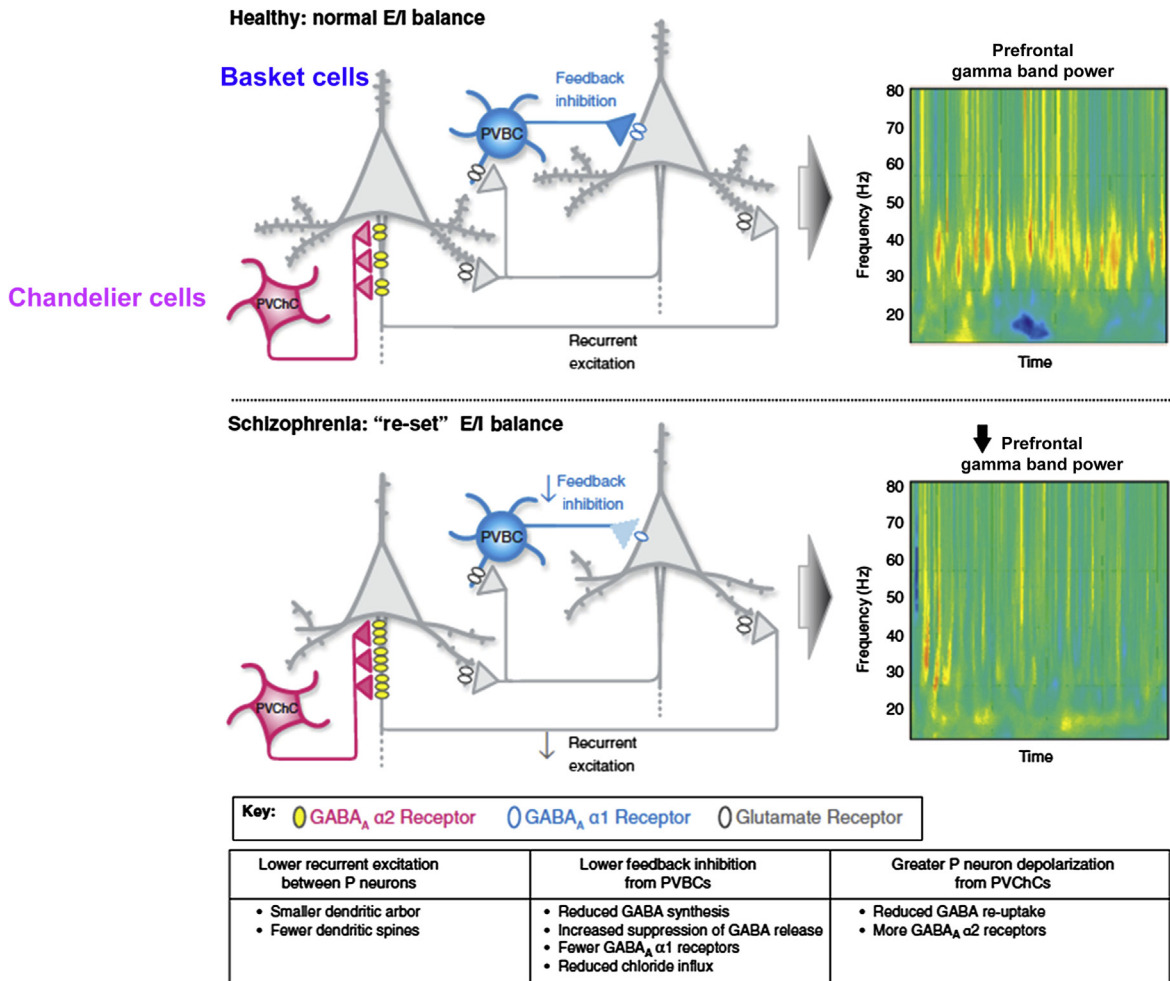 Healthy: normal E/I balance
Basket cells
Feedback
inhibition
PVBC
Chandelier cells
PVChC
Recurrent
excitation
Prefrontal
gamma band power
Frequency (Hz)
80
70
60
50
40
30
20
Time
Schizophrenia: “re-set” E/I balance
↓ Feedback
inhibition
PVBC
PVChC
↓ Recurrent
excitation
Prefrontal
gamma band power
Frequency (Hz)
80
70
60
50
40
30
20
Time
Key: GABAA α2 Receptor GABAA α1 Receptor Glutamate Receptor
Lower recurrent excitation
between P neurons
• Smaller dendritic arbor
• Fewer dendritic spines
Lower feedback inhibition
from PVBCs
• Reduced GABA synthesis
• Increased suppression of GABA release
• Fewer GABAA α1 receptors
• Reduced chloride influx
Greater P neuron depolarization
from PVChCs
• Reduced GABA re-uptake
• More GABAA α2 receptors